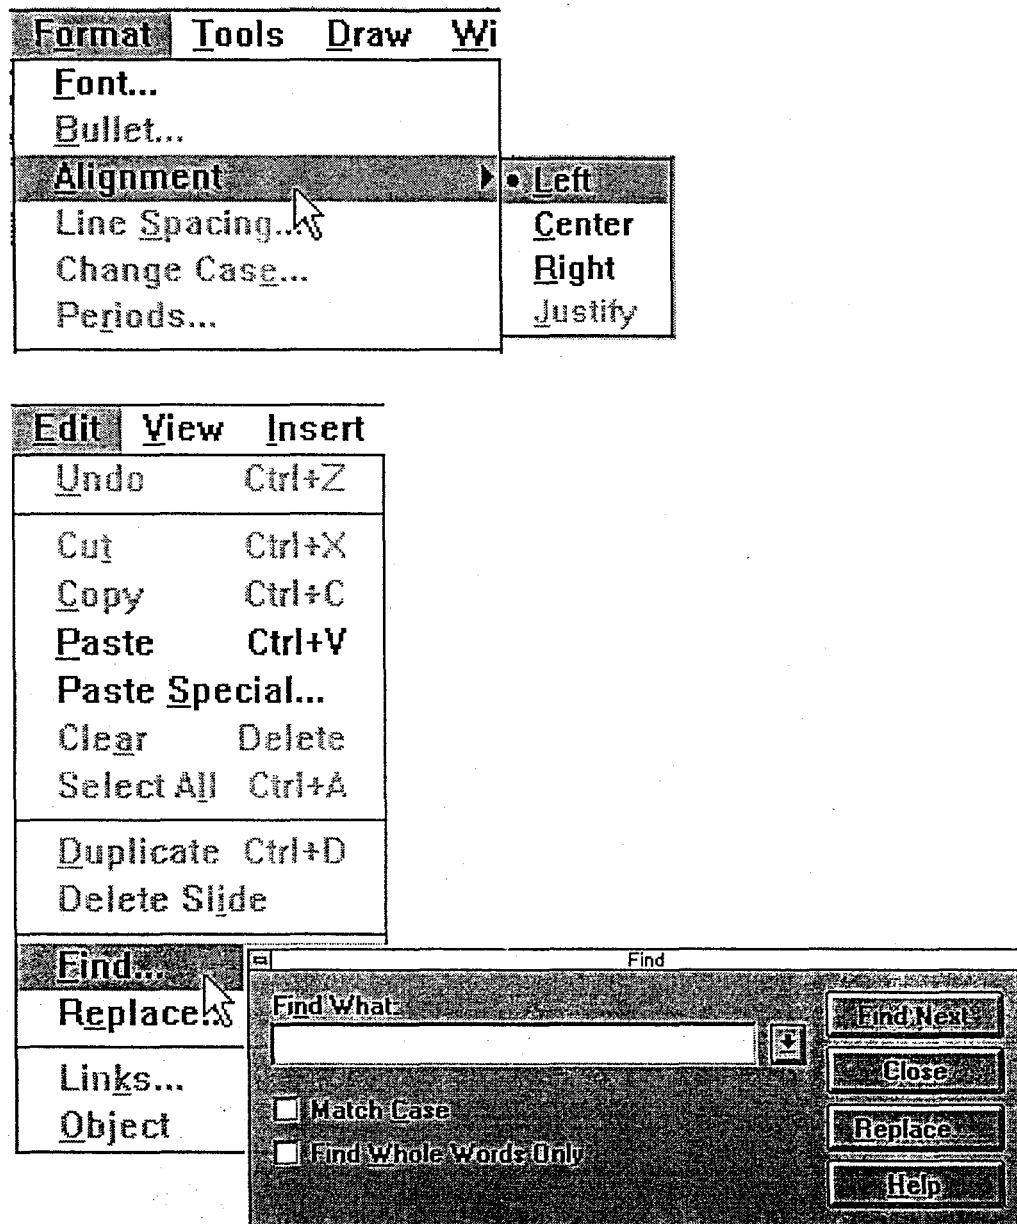 Format Tools Draw Wi
Font...
Bullet...
Alignment
Left
Line Spacing...
Center
Change Case...
Right
Periods...
Justify
Edit View Insert
Undo Ctrl+Z
Cut Ctrl+X
Copy Ctrl+C
Paste Ctrl+V
Paste Special...
Clear Delete
Select All Ctrl+A
Duplicate Ctrl+D
Delete Slide
Find...
Replace...
Links...
Object
Find
Find What:
Find Next
Close
Match Case
Replace...
Find Whole Words Only
Help